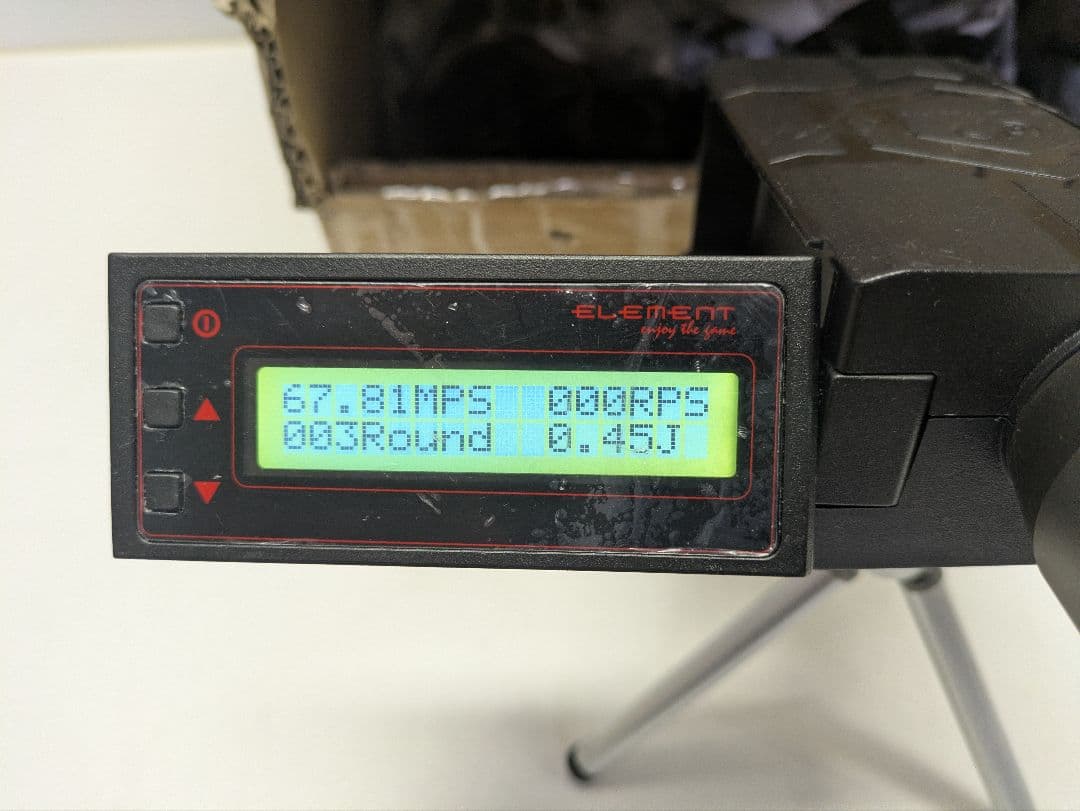 ELEMENT
enjoy the game
67.81MPS 000RPS
003Round 0.45J